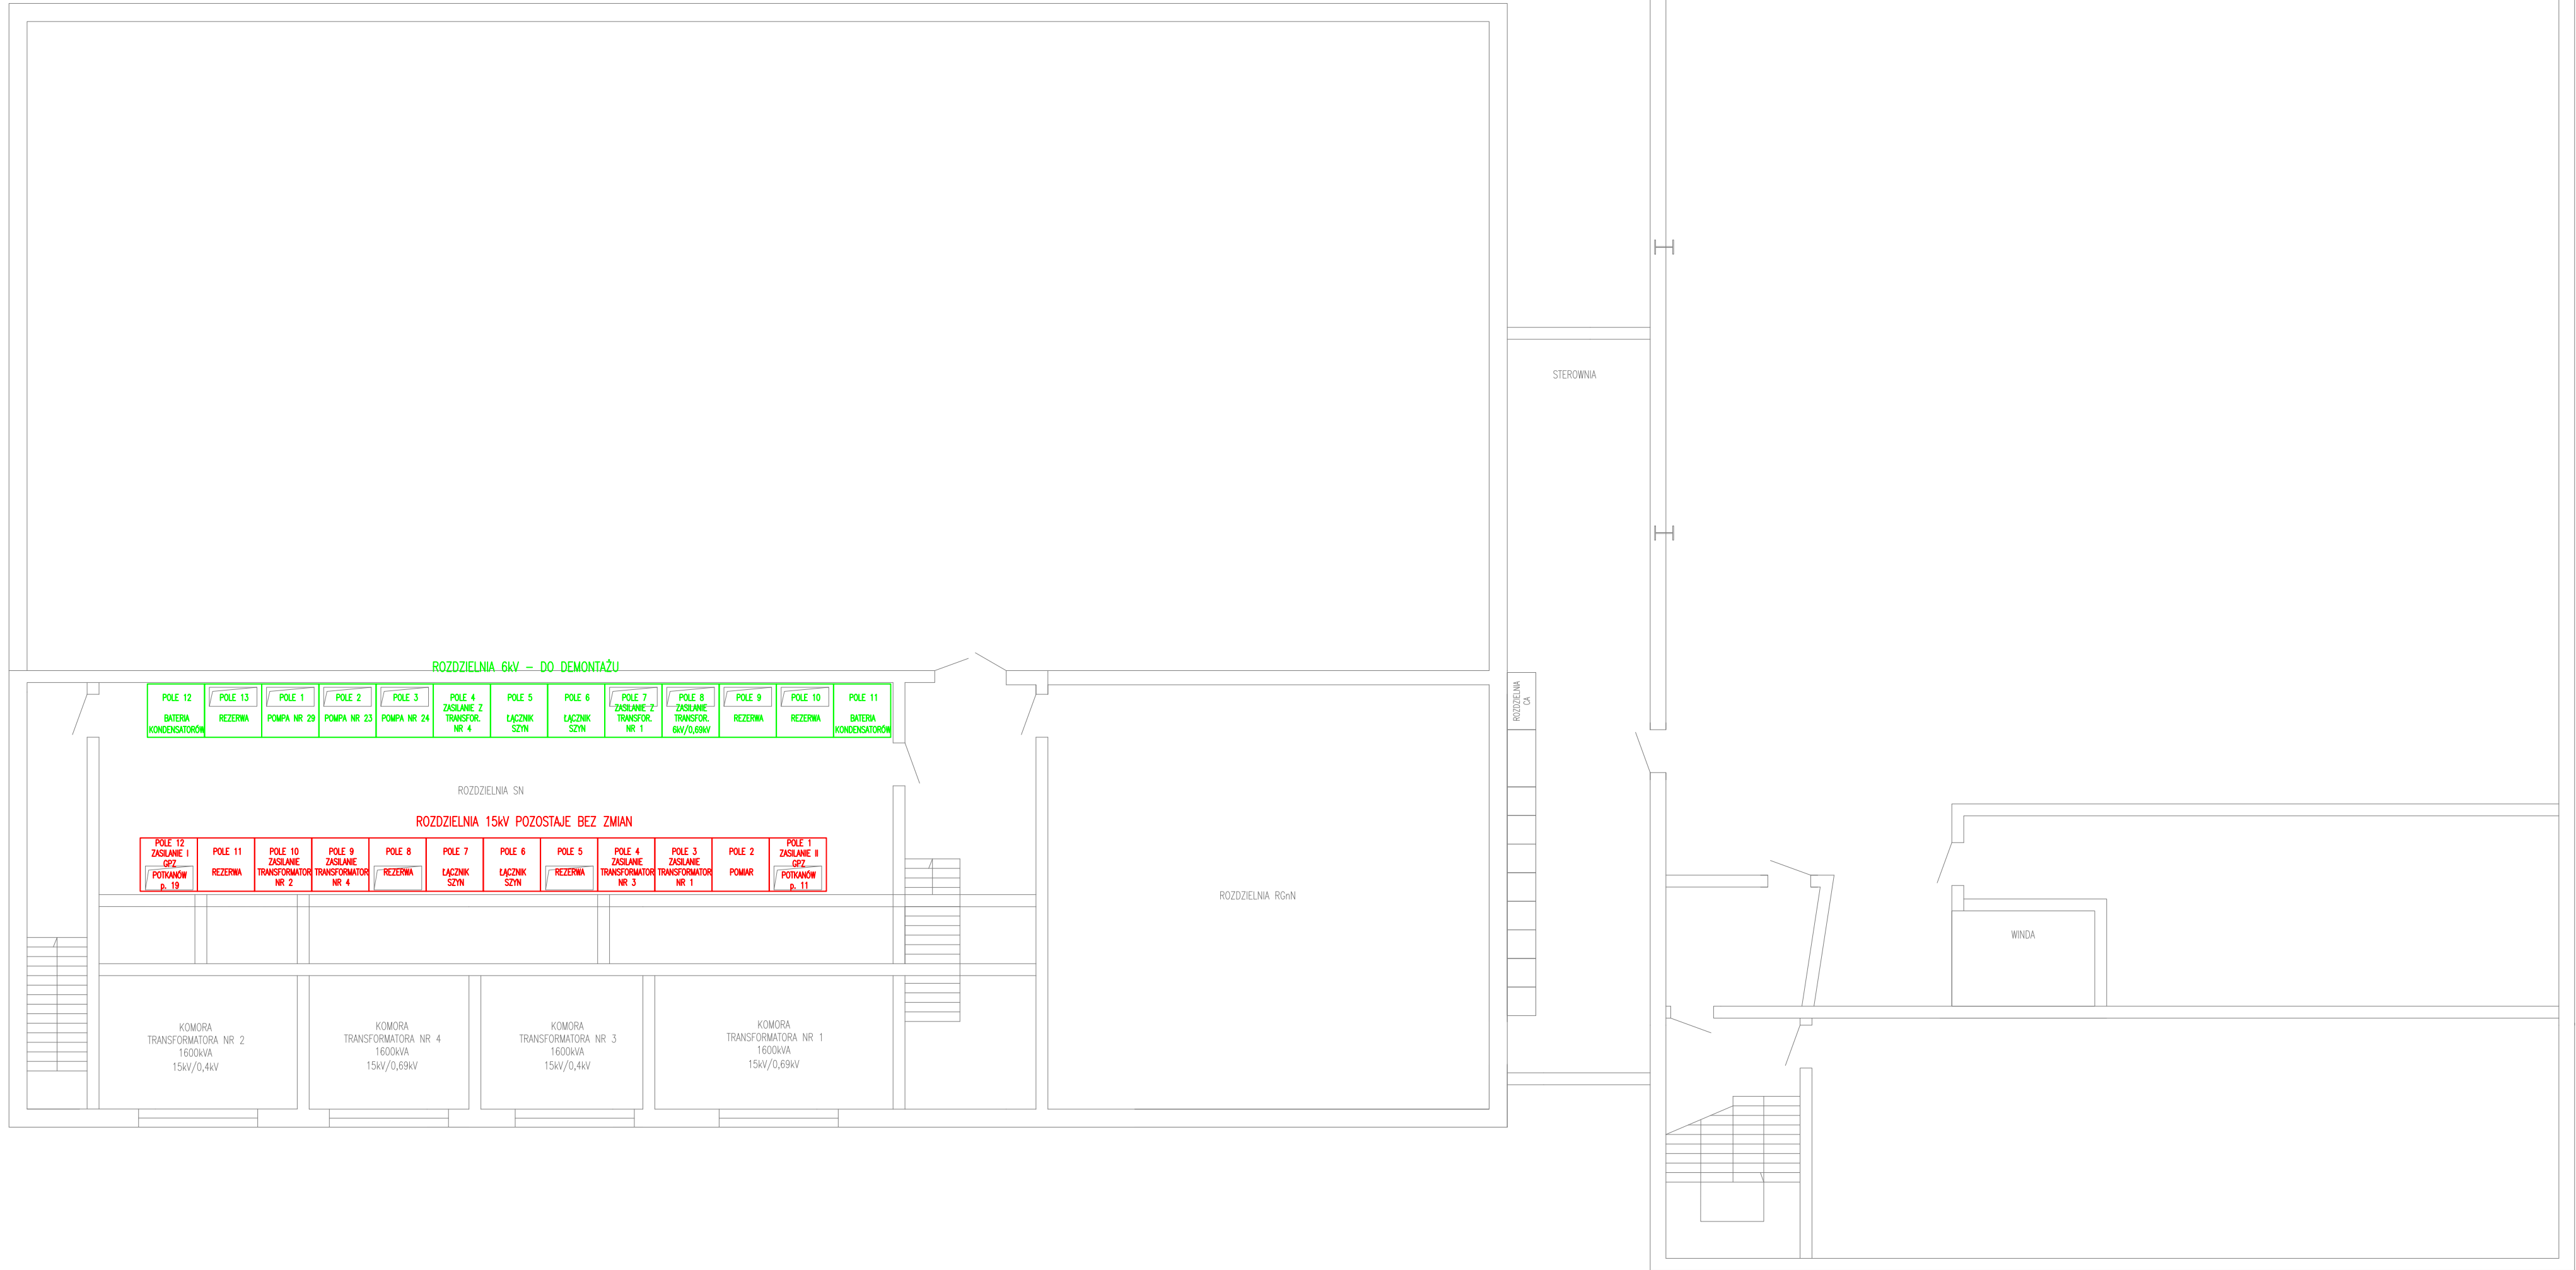 STEROWNIA
ROZDZIELNIA 6kV – DO DEMONTAŻU
POLE 12
BATERIA
KONDENSATORÓW
POLE 13
REZERWA
POLE 1
POMPA NR 29
POLE 2
POMPA NR 23
POLE 3
POMPA NR 24
POLE 4
ZASILANIE Z
TRANSFOR.
NR 4
POLE 5
ŁĄCZNIK
SZYN
POLE 6
ŁĄCZNIK
SZYN
POLE 7
ZASILANIE Z
TRANSFOR.
NR 1
POLE 8
ZASILANIE
TRANSFOR.
6kV/0,69kV
POLE 9
REZERWA
POLE 10
REZERWA
POLE 11
BATERIA
KONDENSATORÓW
ROZDZIELNIA
CA
ROZDZIELNIA SN
ROZDZIELNIA 15kV POZOSTAJE BEZ ZMIAN
POLE 12
ZASILANIE I
GPZ
POTKANÓW
p. 19
POLE 11
REZERWA
POLE 10
ZASILANIE
TRANSFORMATOR
NR 2
POLE 9
ZASILANIE
TRANSFORMATOR
NR 4
POLE 8
REZERWA
POLE 7
ŁĄCZNIK
SZYN
POLE 6
ŁĄCZNIK
SZYN
POLE 5
REZERWA
POLE 4
ZASILANIE
TRANSFORMATOR
NR 3
POLE 3
ZASILANIE
TRANSFORMATOR
NR 1
POLE 2
POMIAR
POLE 1
ZASILANIE II
GPZ
POTKANÓW
p. 11
ROZDZIELNIA RGnN
WINDA
KOMORA
TRANSFORMATORA NR 2
1600kVA
15kV/0,4kV
KOMORA
TRANSFORMATORA NR 4
1600kVA
15kV/0,69kV
KOMORA
TRANSFORMATORA NR 3
1600kVA
15kV/0,4kV
KOMORA
TRANSFORMATORA NR 1
1600kVA
15kV/0,69kV